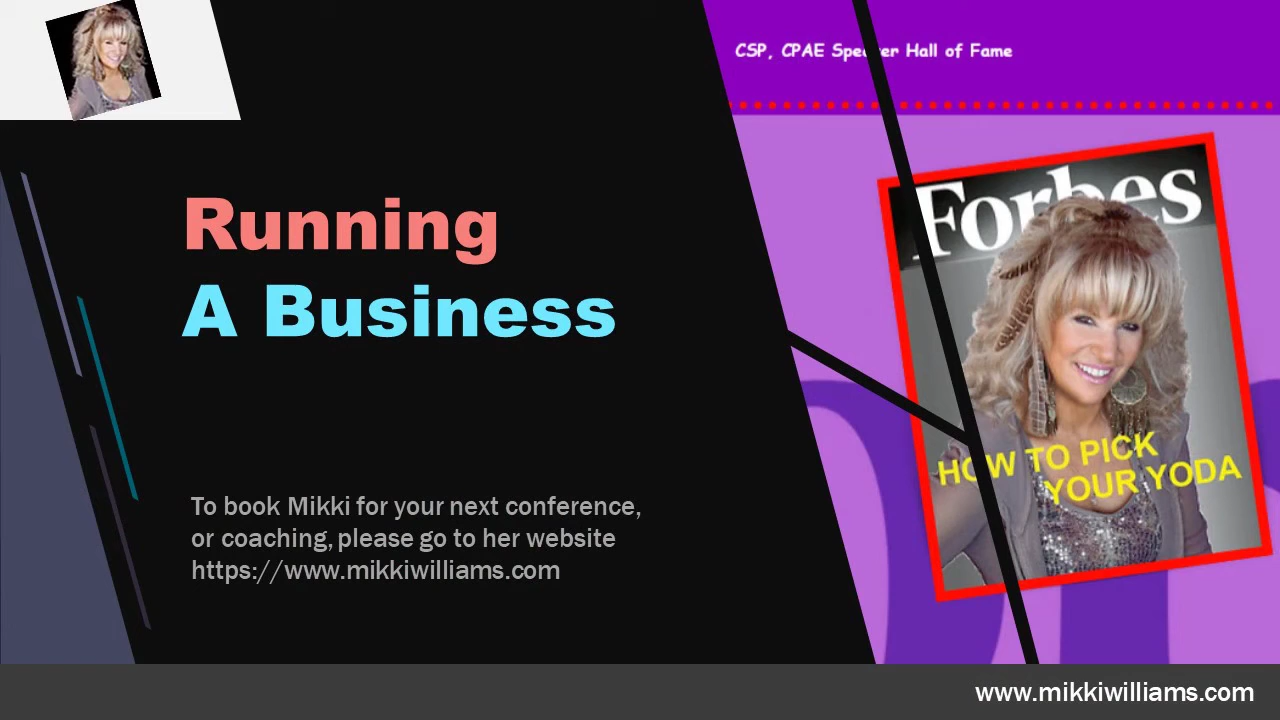 CSP, CPAE Speaker Hall of Fame
Running
A Business
Forbes
HOW TO PICK
YOUR YODA
To book Mikki for your next conference,
or coaching, please go to her website
https://www.mikkiwilliams.com
www.mikkiwilliams.com